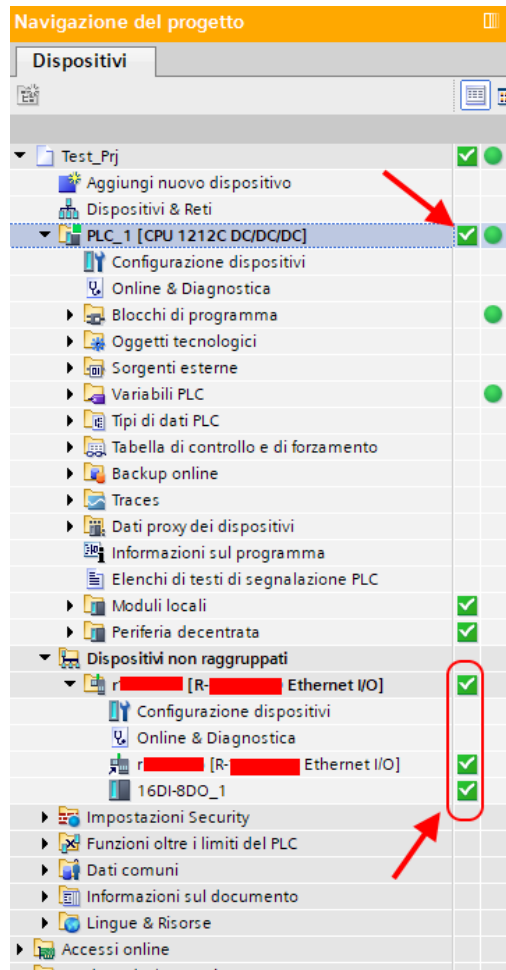 Navigazione del progetto
Dispositivi
Test_Prj
Aggiungi nuovo dispositivo
Dispositivi & Reti
PLC_1 [CPU 1212C DC/DC/DC]
Configurazione dispositivi
Online & Diagnostica
Blocchi di programma
Oggetti tecnologici
Sorgenti esterne
Variabili PLC
Tipi di dati PLC
Tabella di controllo e di forzamento
Backup online
Traces
Dati proxy dei dispositivi
Informazioni sul programma
Elenchi di testi di segnalazione PLC
Moduli locali
Periferia decentrata
Dispositivi non raggruppati
r [R- Ethernet I/O]
Configurazione dispositivi
Online & Diagnostica
r [R- Ethernet I/O]
16DI-8DO_1
Impostazioni Security
Funzioni oltre i limiti del PLC
Dati comuni
Informazioni sul documento
Lingue & Risorse
Accessi online